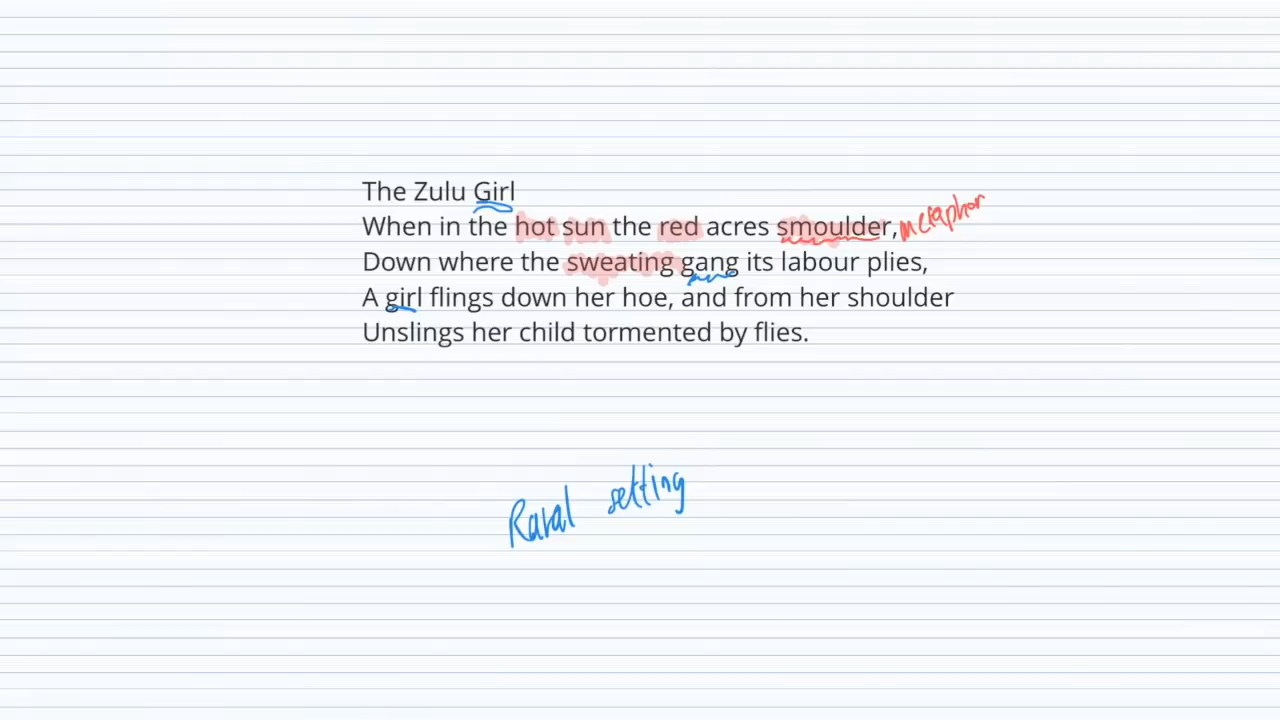 The Zulu Girl
When in the hot sun the red acres smoulder, metaphor
Down where the sweating gang its labour plies,
A girl flings down her hoe, and from her shoulder
Unslings her child tormented by flies.
Rural setting